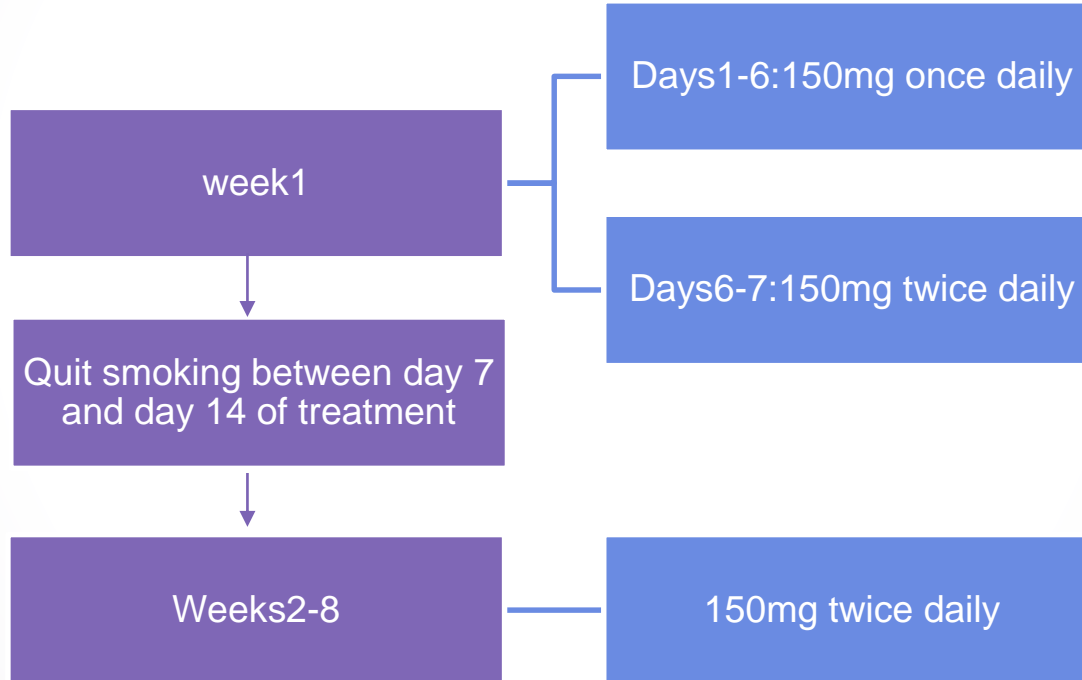 week1
Days1-6:150mg once daily
Days6-7:150mg twice daily
Quit smoking between day 7
and day 14 of treatment
Weeks2-8
150mg twice daily